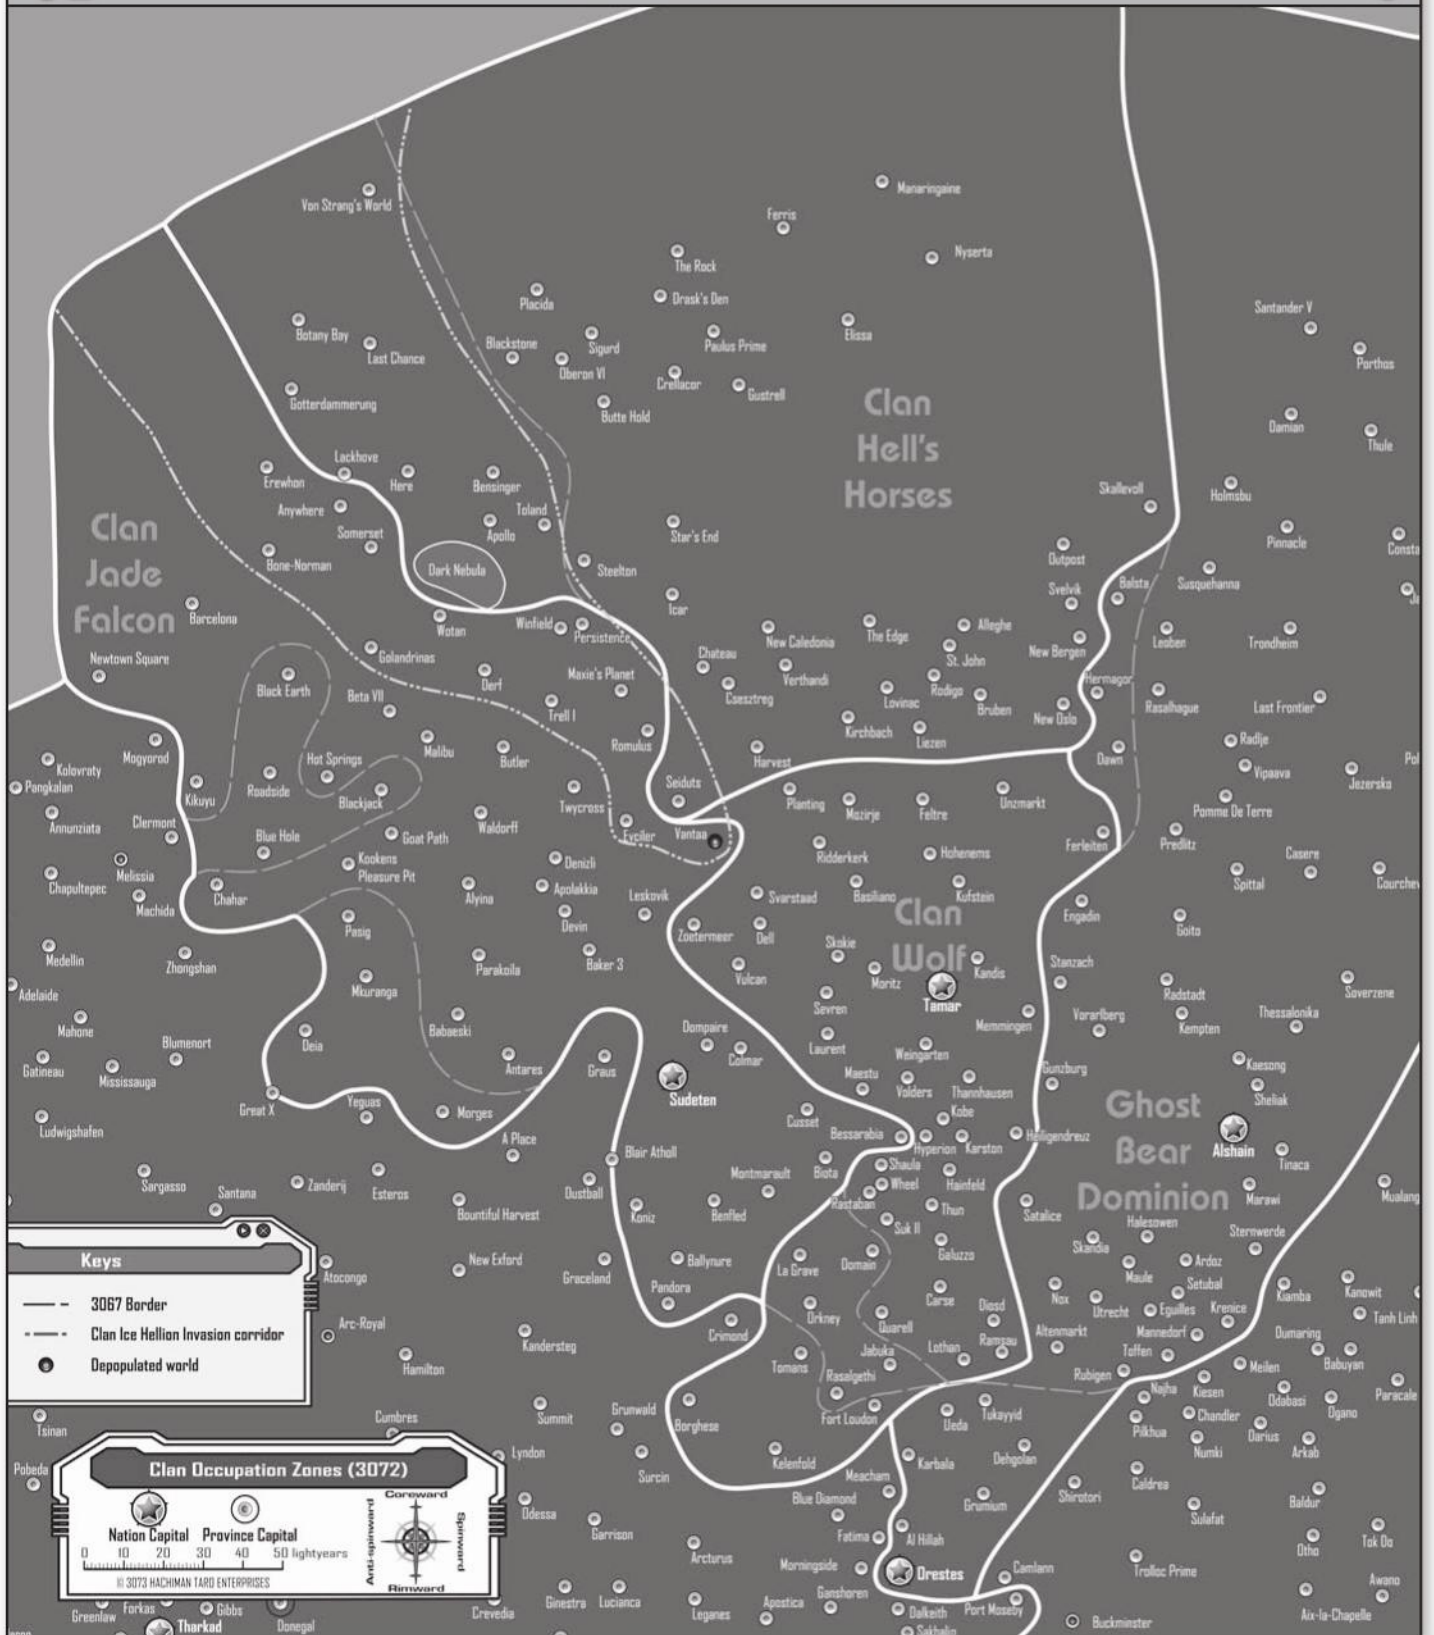 Manaringaine
Von Strang's World
Ferris
Nyserta
The Rock
Placida
Drask's Den
Santander V
Botany Bay
Last Chance
Blackstone
Sigurd
Paulus Prime
Elissa
Oberon VI
Porthos
Crellacor
Gustrell
Gotterdammerung
Butte Hold
Clan
Hell's
Horses
Damian
Thule
Lackhove
Erewhon
Here
Bensinger
Skallevoll
Holmsbu
Anywhere
Toland
Clan
Jade
Falcon
Somerset
Apollo
Star's End
Pinnacle
Consta
Bone-Norman
Dark Nebula
Steelton
Outpost
Svelvik
Balsta
Susquehanna
Barcelona
Icar
Wotan
Winfield
Persistence
New Caledonia
The Edge
Alleghe
New Bergen
Leoben
Trondheim
Newtown Square
Golandrinas
Chateau
St. John
Black Earth
Beta VII
Derf
Maxie's Planet
Verthandi
Csesztreg
Lovinac
Rodigo
Bruben
Hermagor
New Oslo
Rasalhague
Last Frontier
Trell I
Kirchbach
Liezen
Mogyorod
Malibu
Butler
Romulus
Radlje
Kolovraty
Hot Springs
Harvest
Dawn
Vipaava
Pol
Pangkalan
Roadside
Kikuyu
Blackjack
Twycross
Seiduts
Planting
Mozirje
Feltre
Unzmarkt
Pomme De Terre
Jezerska
Annunziata
Clermont
Blue Hole
Goat Path
Waldorff
Evciler
Vantaa
Ridderkerk
Hohenems
Ferleiten
Predlitz
Casere
Melissia
Kookens
Pleasure Pit
Denizli
Chapultepec
Machida
Chahar
Alyina
Apolakkia
Leskovik
Svarstaad
Basiliano
Kufstein
Spittal
Courchev
Clan
Wolf
Pasig
Devin
Zoetermeer
Dell
Engadin
Goito
Medellin
Zhongshan
Parakoila
Baker 3
Vulcan
Skokie
Moritz
Kandis
Stanzach
Adelaide
Mkuranga
Tamar
Radstadt
Soverzene
Mahone
Babaeski
Dompaire
Sevren
Memmingen
Vorarlberg
Kempten
Thessalonika
Blumenort
Deia
Colmar
Laurent
Weingarten
Gatineau
Mississauga
Antares
Graus
Maestu
Volders
Thannhausen
Gunzburg
Kaesong
Great X
Yeguas
Morges
Sudeten
Kobe
Ghost
Bear
Dominion
Sheliak
Ludwigshafen
Cusset
Bessarabia
Hyperion
Karston
Heiligendreuz
Alshain
A Place
Blair Atholl
Tinaca
Sargasso
Santana
Zanderij
Esteros
Dustball
Montmarault
Biota
Shaula
Wheel
Hainfeld
Marawi
Mualang
Bountiful Harvest
Koniz
Benfled
Rastaban
Thun
Satalice
Suk II
Halesowen
Sternwerde
Skandia
Galuzzo
Atocongo
New Exford
Graceland
Ballynure
La Grave
Domain
Maule
Ardoz
Setubal
Pandora
Carse
Nox
Kiamba
Kanowit
Keys
3067 Border
Clan Ice Hellion Invasion corridor
Depopulated world
Arc-Royal
Crimond
Orkney
Quarell
Diosd
Utrecht
Eguilles
Krenice
Tanh Linh
Hamilton
Kandersteg
Tomans
Jabuka
Lothan
Ramsau
Altenmarkt
Mannedorf
Toffen
Dumaring
Babuyan
Rasalgethi
Rubigen
Meilen
Najha
Kiesen
Odabasi
Paracale
Tsinan
Cumbres
Summit
Grunwald
Borghese
Fort Loudon
Ueda
Tukayyid
Pilkhua
Chandler
Ogano
Darius
Numki
Arkab
Pobeda
Lyndon
Surcin
Kelenfold
Meacham
Karbala
Dehgolan
Caldrea
Clan Occupation Zones (3072)
Nation Capital
Province Capital
0 10 20 30 40 50 lightyears
© 3073 HACHIMAN TARO ENTERPRISES
Coreward
Anti-spinward
Spinward
Rimward
Odessa
Garrison
Blue Diamond
Grumium
Shirotori
Sulafat
Baldur
Arcturus
Fatima
Al Hillah
Otho
Tok Do
Morningside
Orestes
Camlann
Trolloc Prime
Greenlaw
Forkas
Gibbs
Ginestra
Lucianca
Leganes
Ganshoren
Apostica
Dalkeith
Port Moseby
Buckminster
Awano
Aix-la-Chapelle
Tharkad
Donegal
Crevedia
Sakhalin